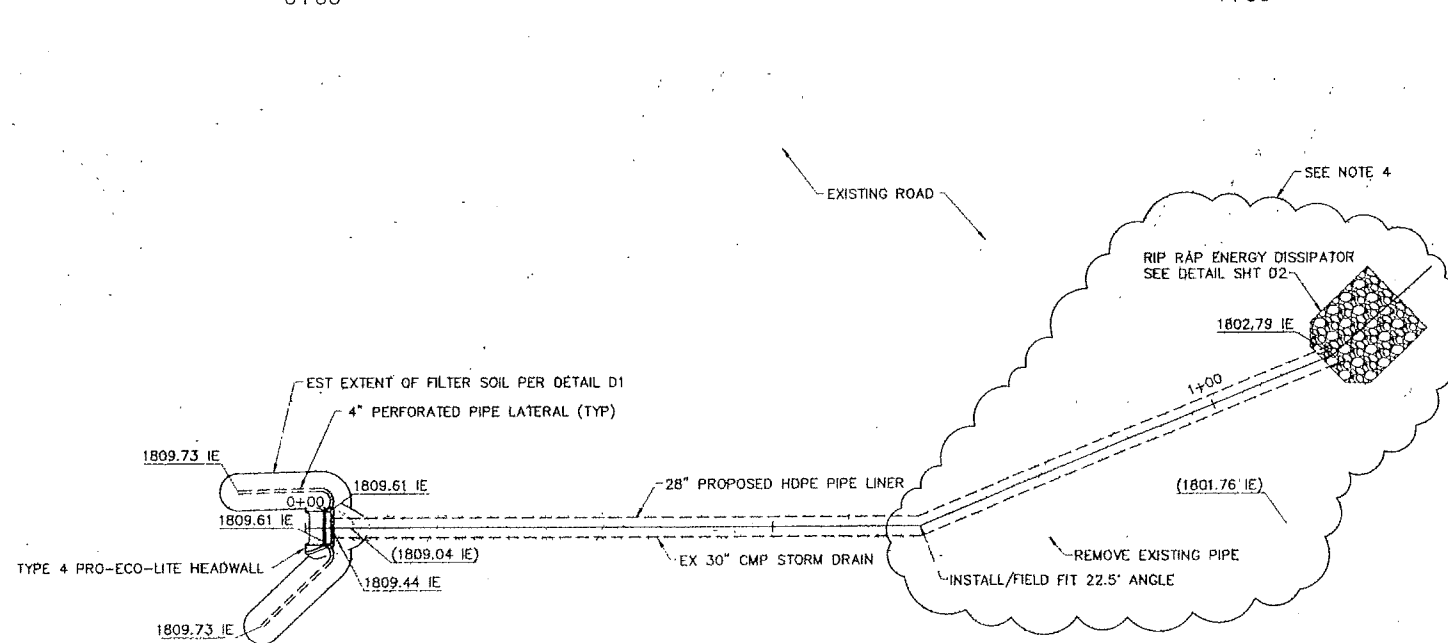 SEE NOTE 4
EXISTING ROAD
RIP RAP ENERGY DISSIPATOR
SEE DETAIL SHT D2
1802.79 IE
EST EXTENT OF FILTER SOIL PER DETAIL D1
4" PERFORATED PIPE LATERAL (TYP)
1+00
1809.73 IE
1809.61 IE
28" PROPOSED HDPE PIPE LINER
(1801.76 IE)
0+00
1809.61 IE
(1809.04 IE)
EX 30" CMP STORM DRAIN
REMOVE EXISTING PIPE
TYPE 4 PRO-ECO-LITE HEADWALL
1809.44 IE
INSTALL/FIELD FIT 22.5° ANGLE
1809.73 IE